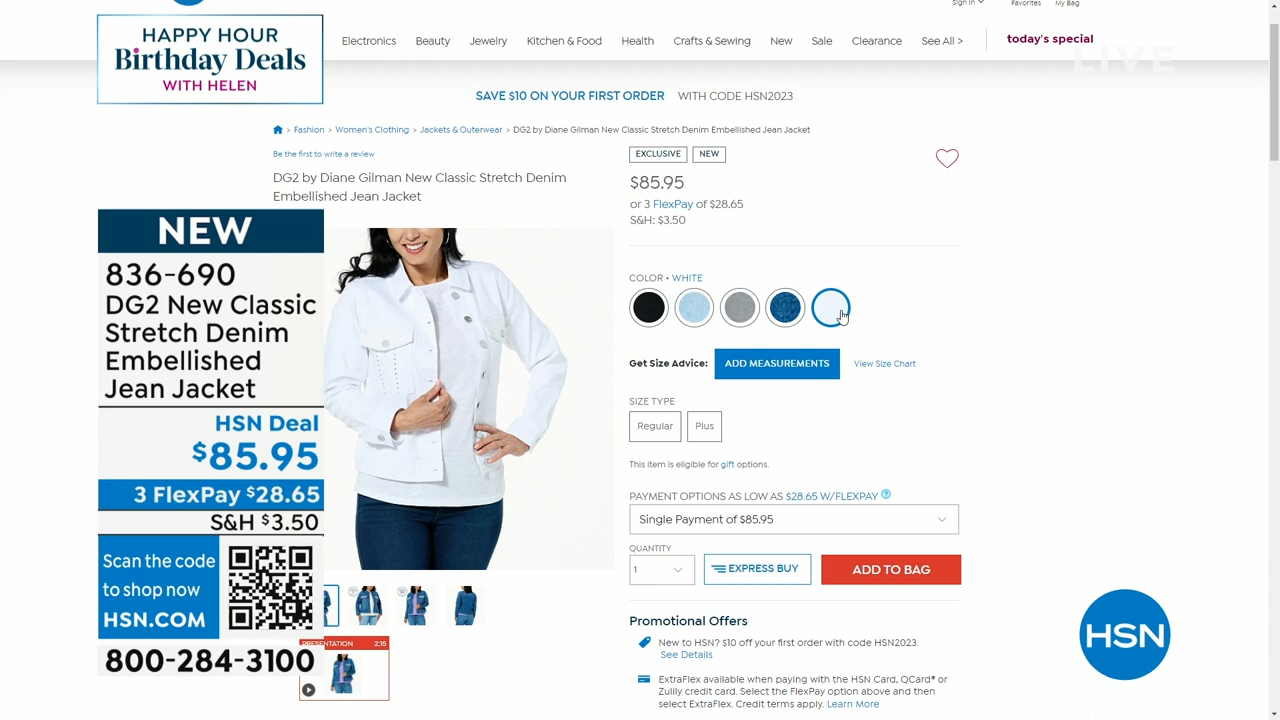 Sign In
Favorites
My Bag
HAPPY HOUR
Birthday Deals
WITH HELEN
Electronics
Beauty
Jewelry
Kitchen & Food
Health
Crafts & Sewing
New
Sale
Clearance
See All >
today's special
LIVE
SAVE $10 ON YOUR FIRST ORDER WITH CODE HSN2023
> Fashion > Women's Clothing > Jackets & Outerwear > DG2 by Diane Gilman New Classic Stretch Denim Embellished Jean Jacket
Be the first to write a review
DG2 by Diane Gilman New Classic Stretch Denim
Embellished Jean Jacket
EXCLUSIVE
NEW
$85.95
or 3 FlexPay of $28.65
S&H: $3.50
COLOR • WHITE
Get Size Advice:
ADD MEASUREMENTS
View Size Chart
SIZE TYPE
Regular
Plus
This item is eligible for gift options.
PAYMENT OPTIONS AS LOW AS $28.65 W/FLEXPAY ?
Single Payment of $85.95
QUANTITY
1
EXPRESS BUY
ADD TO BAG
Promotional Offers
New to HSN? $10 off your first order with code HSN2023.
See Details
ExtraFlex available when paying with the HSN Card, QCard® or
Zulily credit card. Select the FlexPay option above and then
select ExtraFlex. Credit terms apply. Learn More
NEW
836-690
DG2 New Classic
Stretch Denim
Embellished
Jean Jacket
HSN Deal
$85.95
3 FlexPay $28.65
S&H $3.50
Scan the code
to shop now
HSN.COM
800-284-3100
PRESENTATION 2:15
HSN